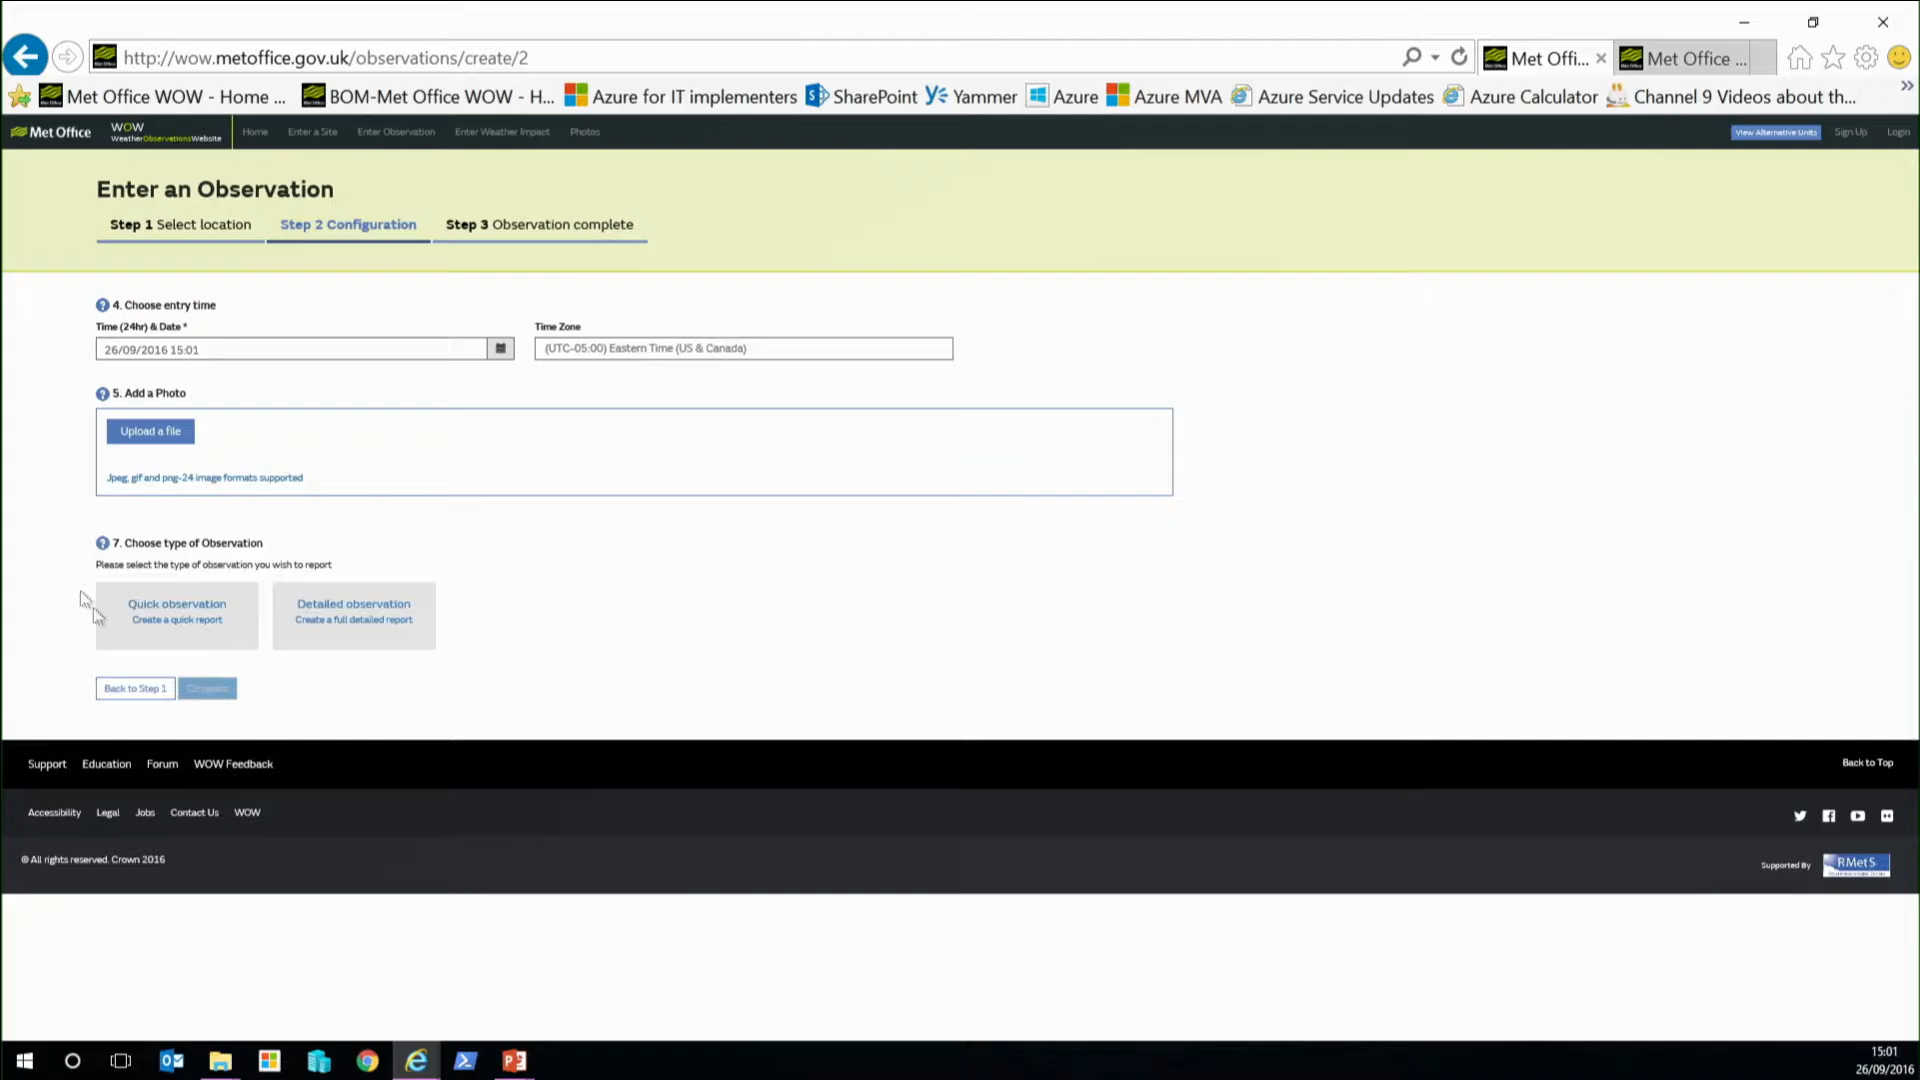 http://wow.metoffice.gov.uk/observations/create/2
Met Offi...
Met Office ...
Met Office WOW - Home ...
BOM-Met Office WOW - H...
Azure for IT implementers
SharePoint
Yammer
Azure
Azure MVA
Azure Service Updates
Azure Calculator
Channel 9 Videos about th...
Met Office
WOW
WeatherObservationsWebsite
Home
Enter a Site
Enter Observation
Enter Weather Impact
Photos
View Alternative Units
Sign Up
Login
Enter an Observation
Step 1 Select location
Step 2 Configuration
Step 3 Observation complete
4. Choose entry time
Time (24hr) & Date *
Time Zone
26/09/2016 15:01
(UTC-05:00) Eastern Time (US & Canada)
5. Add a Photo
Upload a file
Jpeg, gif and png-24 image formats supported
7. Choose type of Observation
Please select the type of observation you wish to report
Quick observation
Create a quick report
Detailed observation
Create a full detailed report
Back to Step 1
Support
Education
Forum
WOW Feedback
Back to Top
Accessibility
Legal
Jobs
Contact Us
WOW
© All rights reserved. Crown 2016
Supported By
RMetS
15:01
26/09/2016